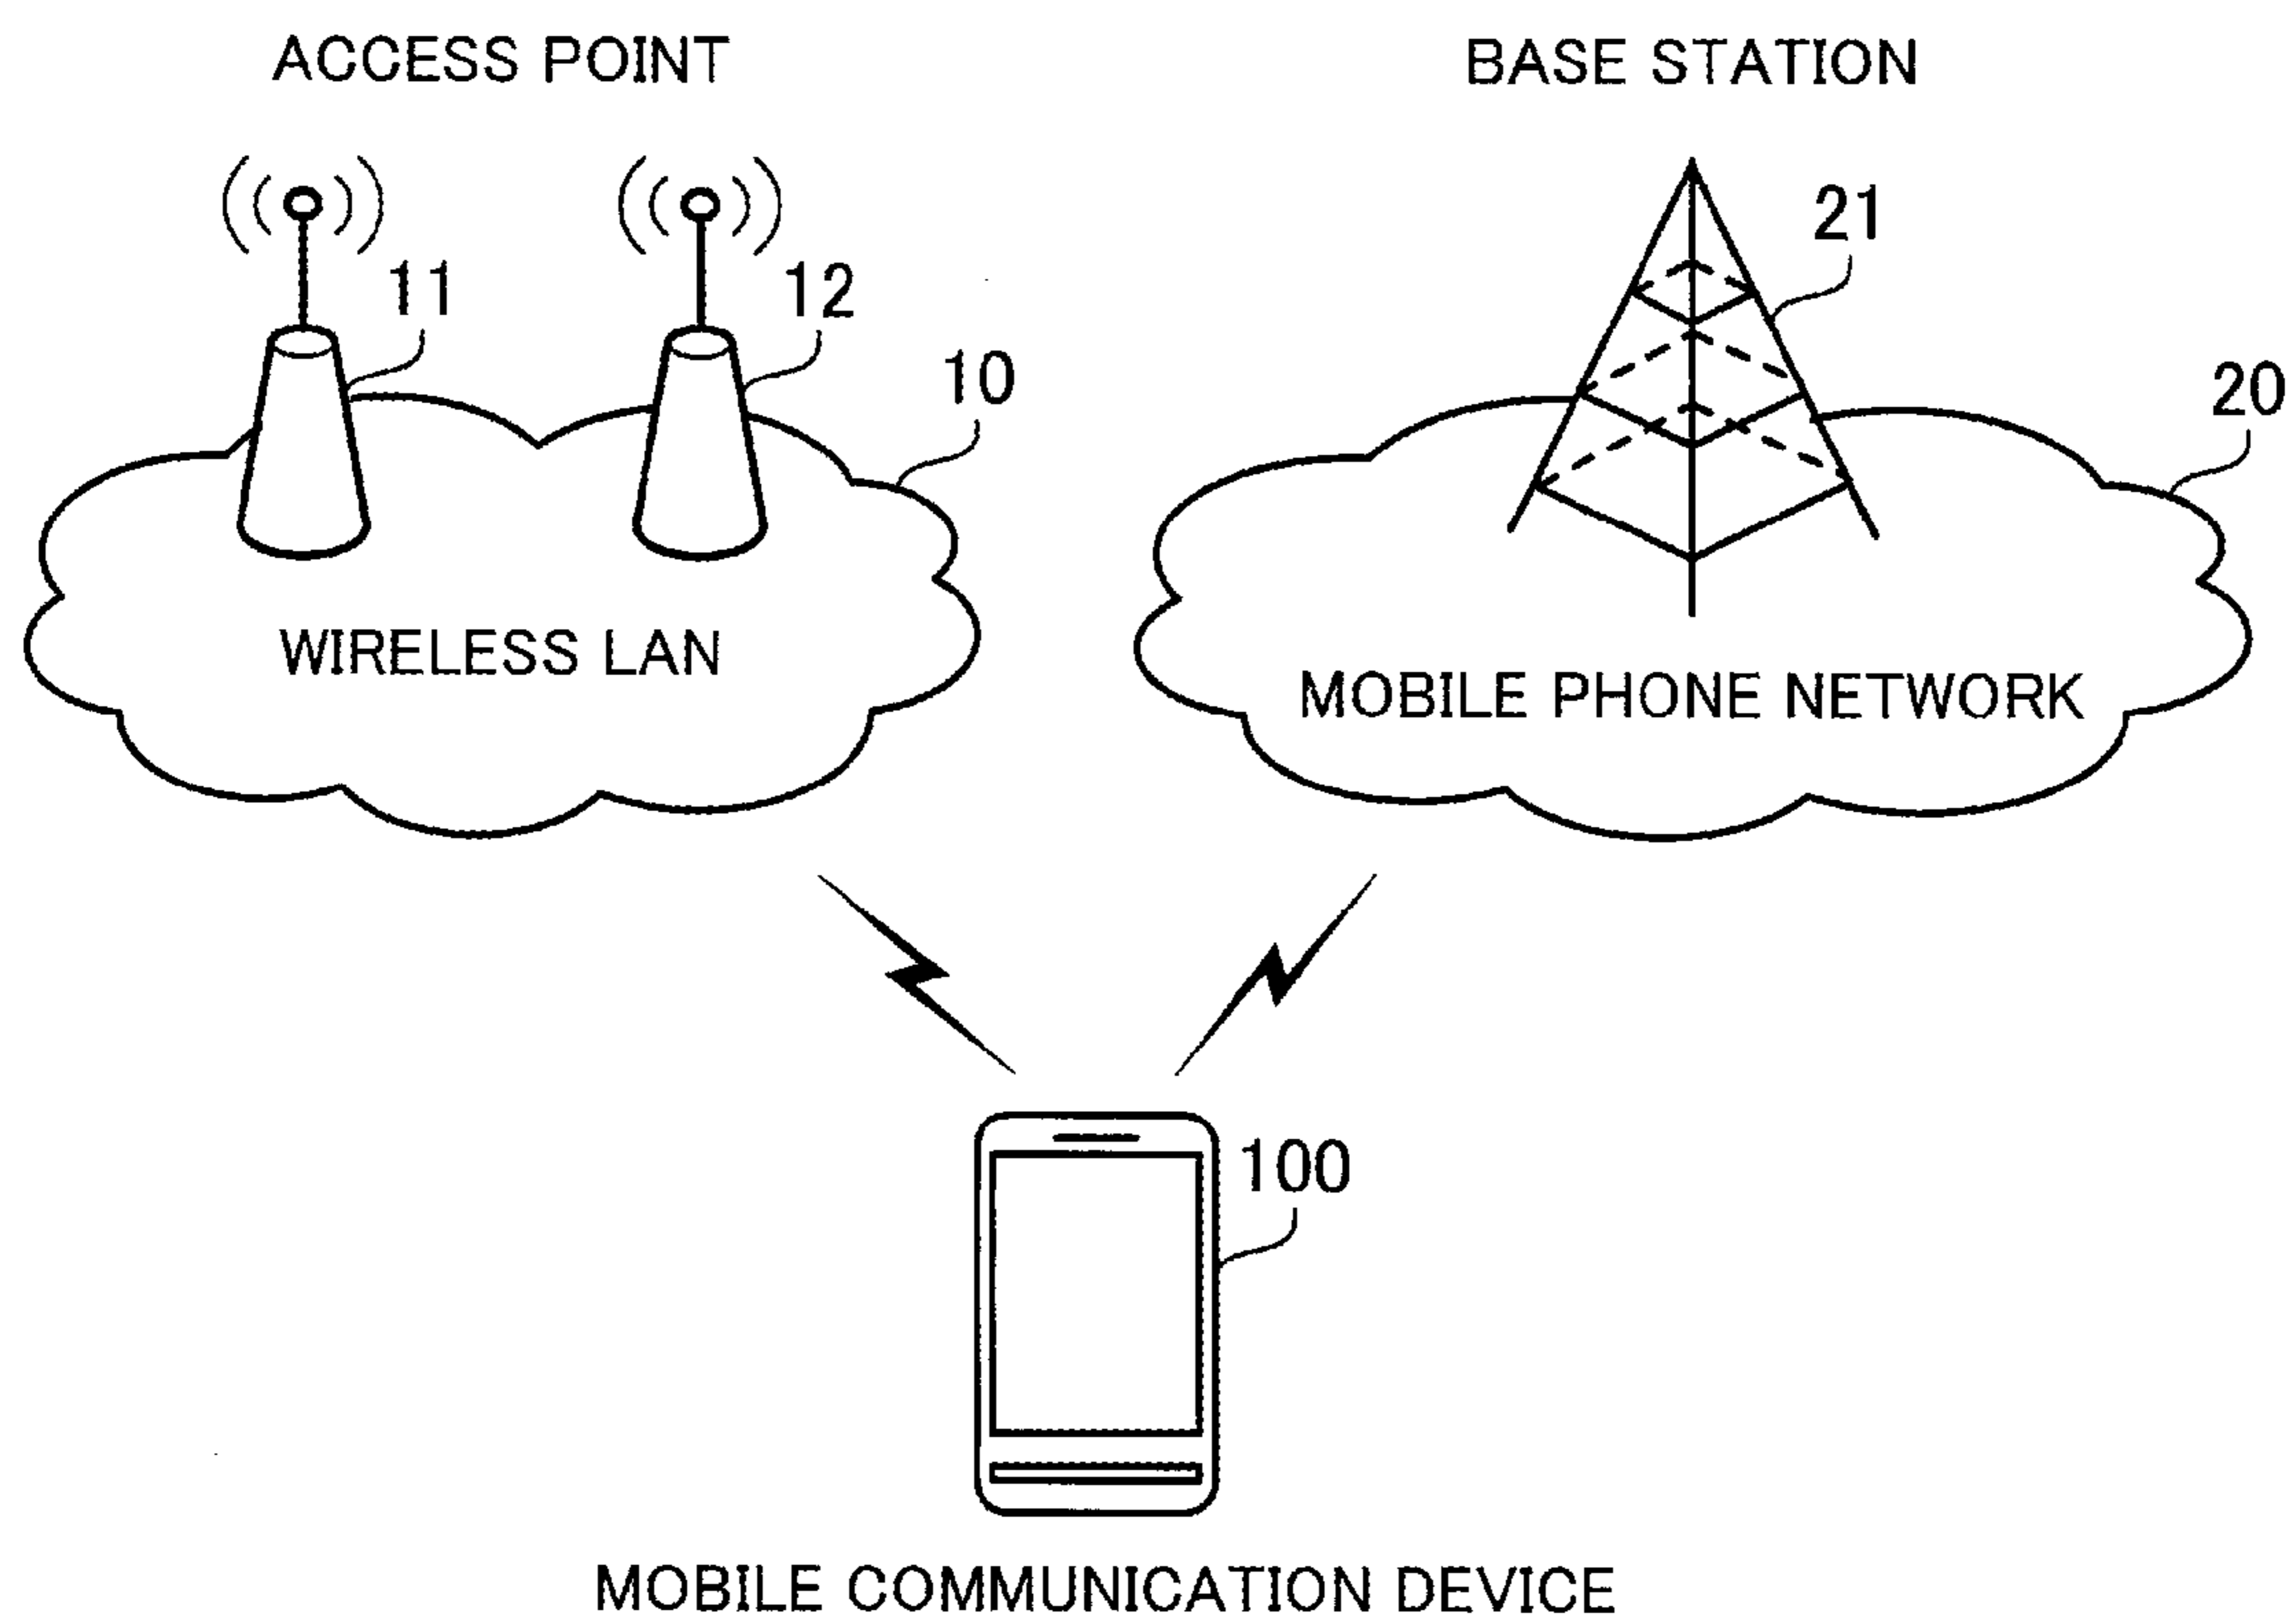 ACCESS POINT
BASE STATION
11
12
10
21
20
WIRELESS LAN
MOBILE PHONE NETWORK
100
MOBILE COMMUNICATION DEVICE